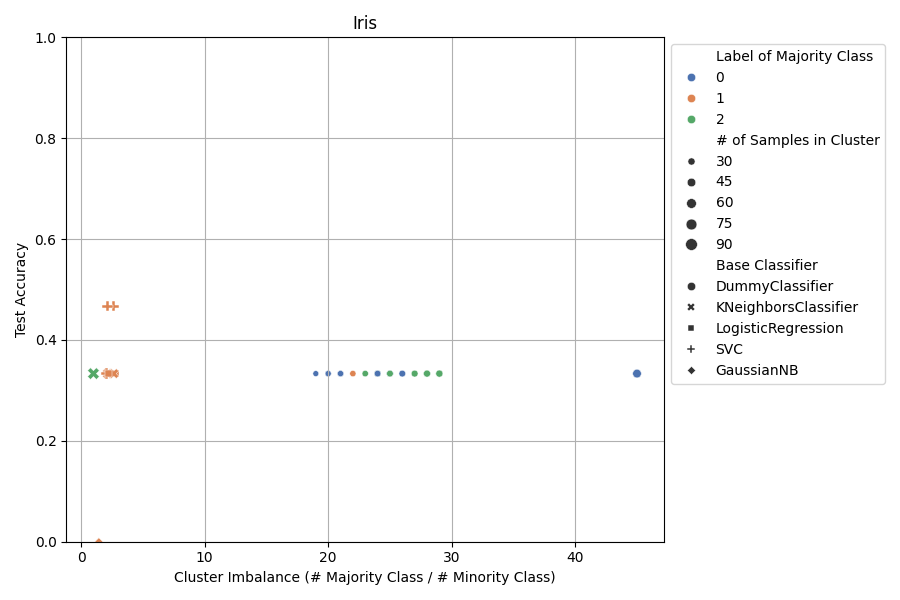 Iris
1.0
0.8
0.6
0.4
0.2
0.0
Test Accuracy
0
10
20
30
40
Cluster Imbalance (# Majority Class / # Minority Class)
Label of Majority Class
0
1
2
# of Samples in Cluster
30
45
60
75
90
Base Classifier
DummyClassifier
KNeighborsClassifier
LogisticRegression
SVC
GaussianNB